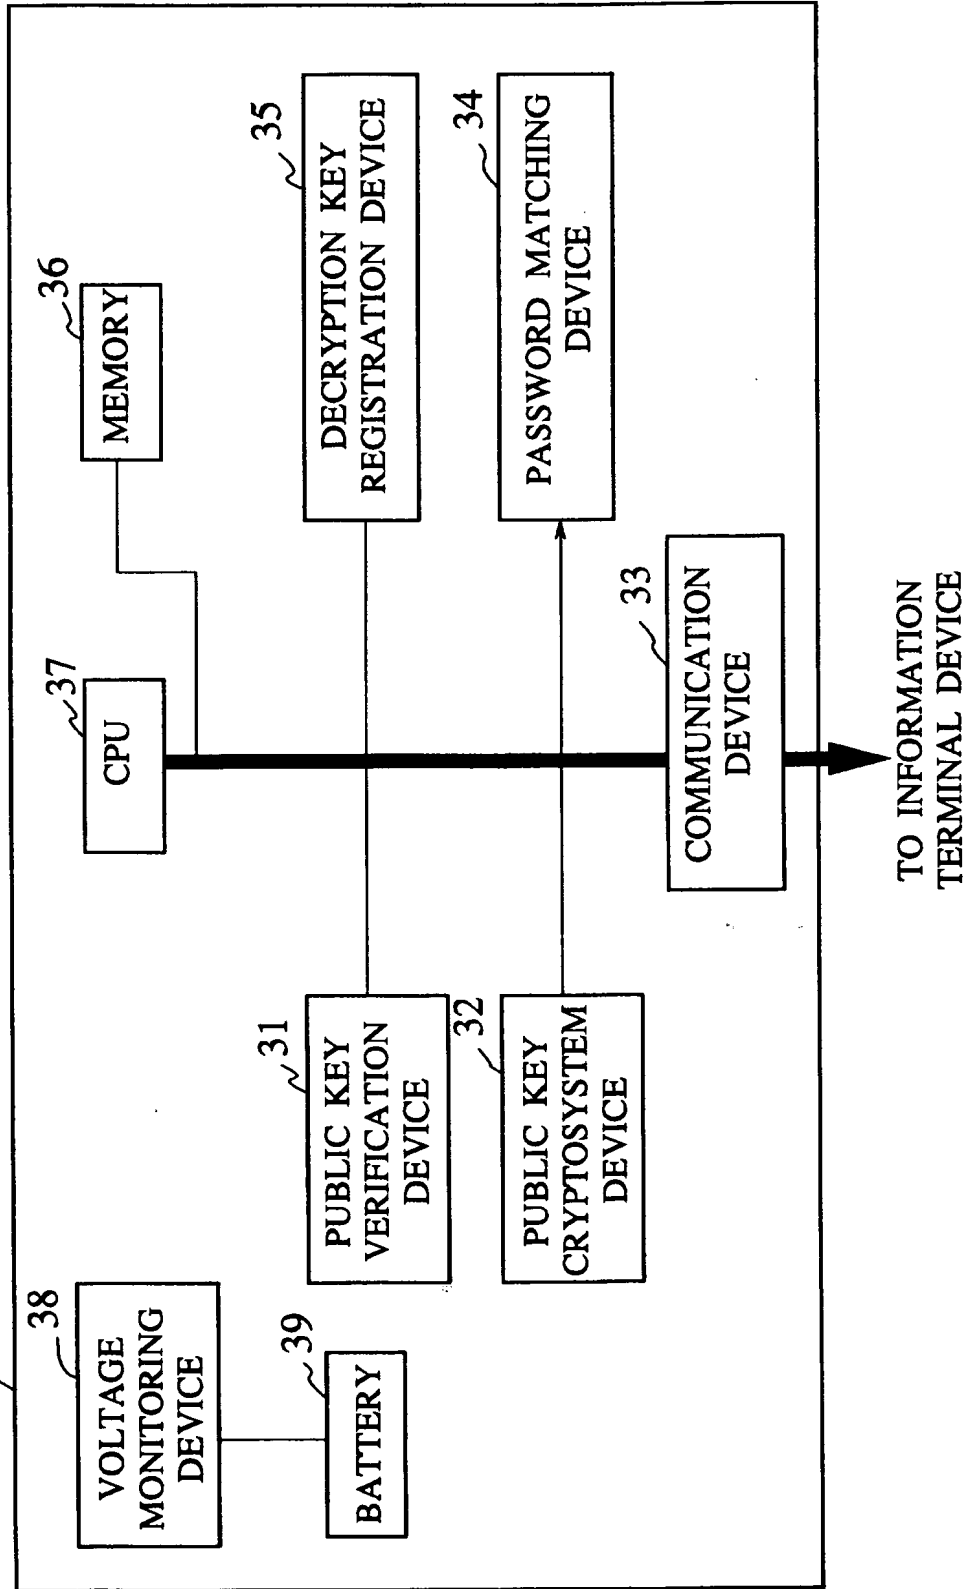 38
VOLTAGE
MONITORING
DEVICE
39
BATTERY
37
CPU
36
MEMORY
31
PUBLIC KEY
VERIFICATION
DEVICE
35
DECRYPTION KEY
REGISTRATION DEVICE
32
PUBLIC KEY
CRYPTOSYSTEM
DEVICE
34
PASSWORD MATCHING
DEVICE
33
COMMUNICATION
DEVICE
TO INFORMATION
TERMINAL DEVICE